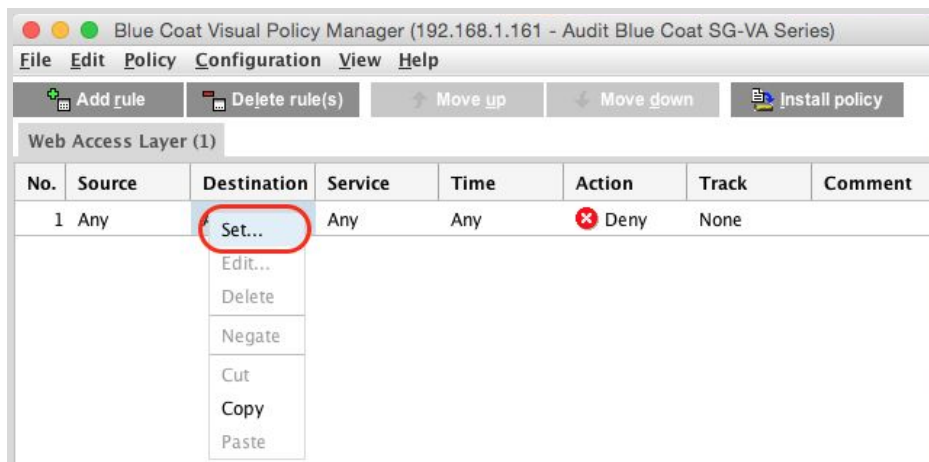 Blue Coat Visual Policy Manager (192.168.1.161 - Audit Blue Coat SG-VA Series)
File Edit Policy Configuration View Help
Add rule Delete rule(s) Move up Move down Install policy
Web Access Layer (1)
No. Source Destination Service Time Action Track Comment
1 Any Any Any Deny None
Set...
Edit...
Delete
Negate
Cut
Copy
Paste